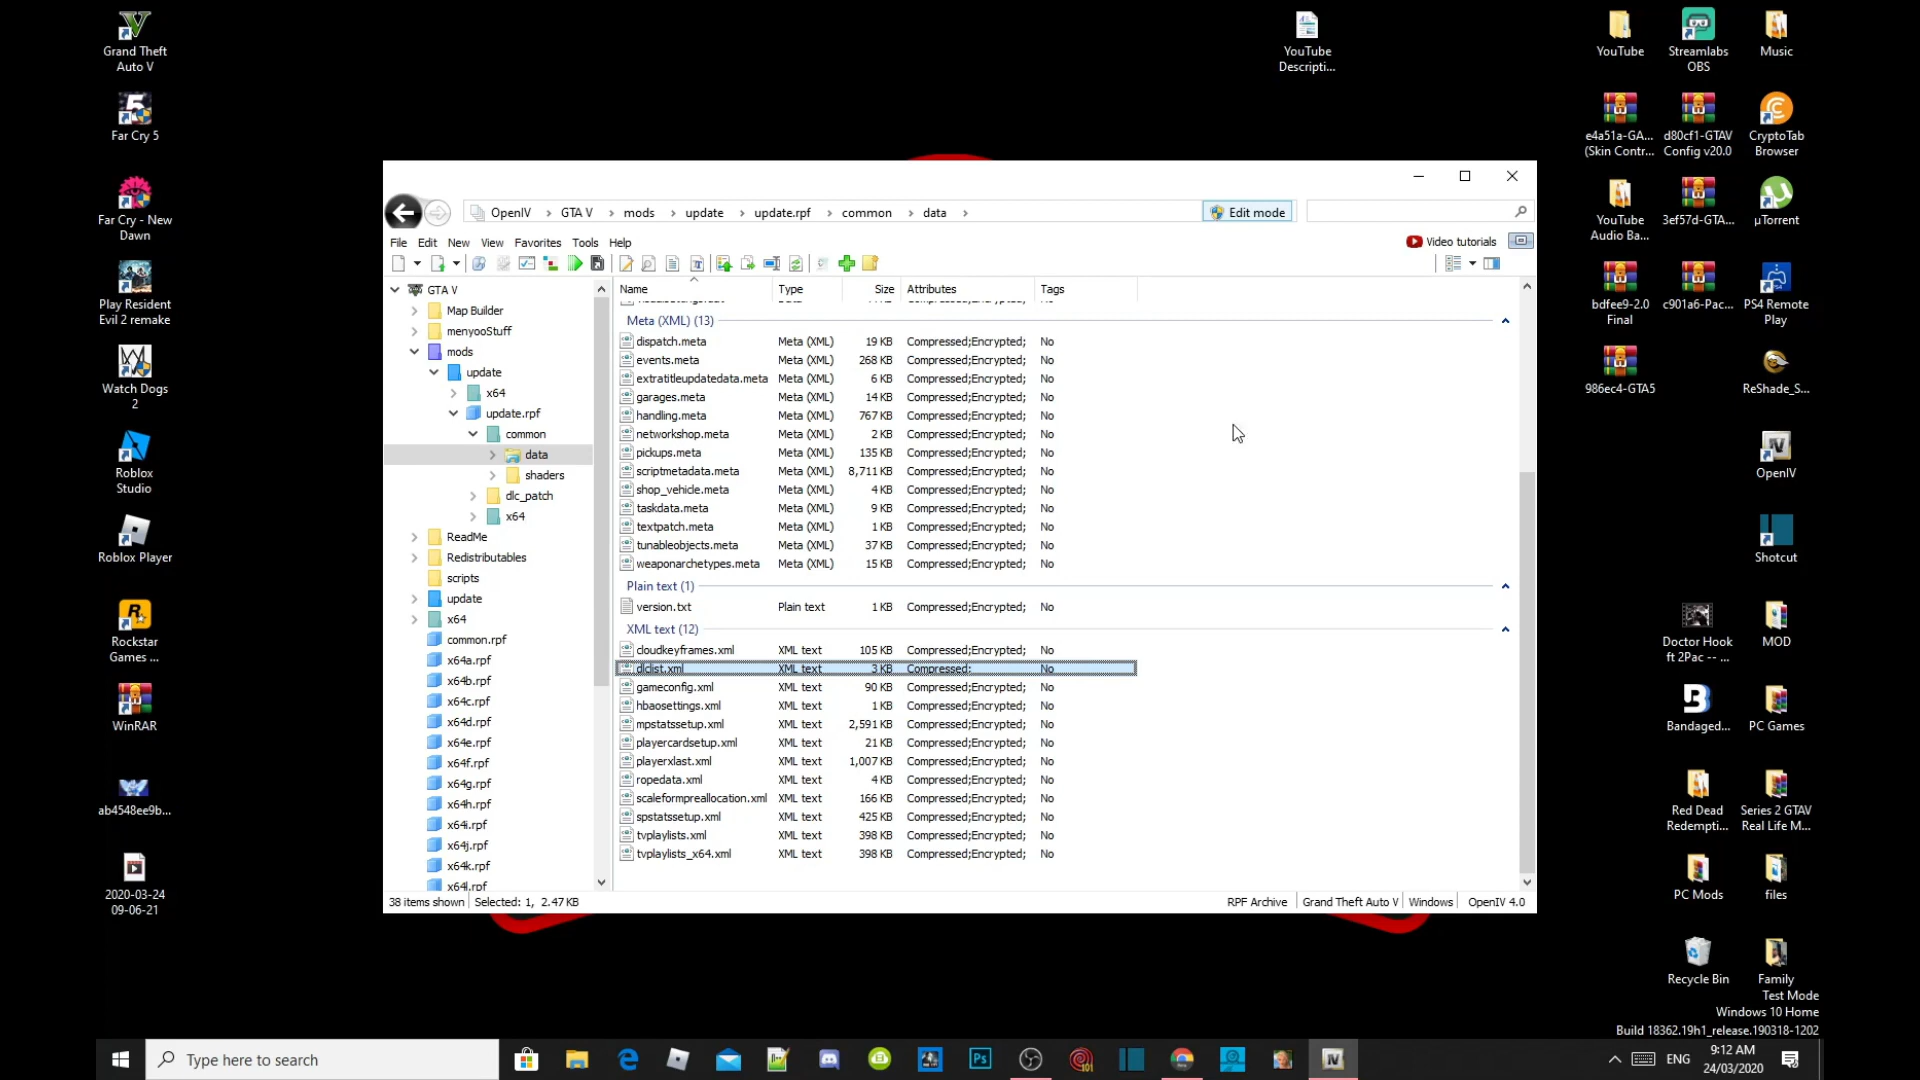 Grand Theft
Auto V
Far Cry 5
Far Cry - New
Dawn
Play Resident
Evil 2 remake
Watch Dogs
2
Roblox
Studio
Roblox Player
Rockstar
Games ...
WinRAR
ab4548ee9b...
2020-03-24
09-06-21
YouTube
Descripti...
YouTube
Streamlabs
OBS
Music
e4a51a-GA...
(Skin Contr...
d80cf1-GTAV
Config v20.0
CryptoTab
Browser
YouTube
Audio Ba...
3ef57d-GTA...
µTorrent
bdfee9-2.0
Final
c901a6-Pac...
PS4 Remote
Play
986ec4-GTA5
ReShade_S...
OpenIV
Shotcut
Doctor Hook
ft 2Pac -- ...
MOD
Bandaged...
PC Games
Red Dead
Redempti...
Series 2 GTAV
Real Life M...
PC Mods
files
Recycle Bin
Family
Test Mode
Windows 10 Home
Build 18362.19h1_release.190318-1202
OpenIV GTA V mods update update.rpf common data
Edit mode
File Edit New View Favorites Tools Help
Video tutorials
GTA V
Map Builder
menyooStuff
mods
update
x64
update.rpf
common
data
shaders
dlc_patch
x64
ReadMe
Redistributables
scripts
update
x64
common.rpf
x64a.rpf
x64b.rpf
x64c.rpf
x64d.rpf
x64e.rpf
x64f.rpf
x64g.rpf
x64h.rpf
x64i.rpf
x64j.rpf
x64k.rpf
x64l.rpf
Name Type Size Attributes Tags
Meta (XML) (13)
dispatch.meta Meta (XML) 19 KB Compressed;Encrypted; No
events.meta Meta (XML) 268 KB Compressed;Encrypted; No
extratitleupdatedata.meta Meta (XML) 6 KB Compressed;Encrypted; No
garages.meta Meta (XML) 14 KB Compressed;Encrypted; No
handling.meta Meta (XML) 767 KB Compressed;Encrypted; No
networkshop.meta Meta (XML) 2 KB Compressed;Encrypted; No
pickups.meta Meta (XML) 135 KB Compressed;Encrypted; No
scriptmetadata.meta Meta (XML) 8,711 KB Compressed;Encrypted; No
shop_vehicle.meta Meta (XML) 4 KB Compressed;Encrypted; No
taskdata.meta Meta (XML) 9 KB Compressed;Encrypted; No
textpatch.meta Meta (XML) 1 KB Compressed;Encrypted; No
tunableobjects.meta Meta (XML) 37 KB Compressed;Encrypted; No
weaponarchetypes.meta Meta (XML) 15 KB Compressed;Encrypted; No
Plain text (1)
version.txt Plain text 1 KB Compressed;Encrypted; No
XML text (12)
cloudkeyframes.xml XML text 105 KB Compressed;Encrypted; No
dlclist.xml XML text 3 KB Compressed; No
gameconfig.xml XML text 90 KB Compressed;Encrypted; No
hbaosettings.xml XML text 1 KB Compressed;Encrypted; No
mpstatssetup.xml XML text 2,591 KB Compressed;Encrypted; No
playercardsetup.xml XML text 21 KB Compressed;Encrypted; No
playerxlast.xml XML text 1,007 KB Compressed;Encrypted; No
ropedata.xml XML text 4 KB Compressed;Encrypted; No
scaleformpreallocation.xml XML text 166 KB Compressed;Encrypted; No
spstatssetup.xml XML text 425 KB Compressed;Encrypted; No
tvplaylists.xml XML text 398 KB Compressed;Encrypted; No
tvplaylists_x64.xml XML text 398 KB Compressed;Encrypted; No
38 items shown Selected: 1, 2.47 KB
RPF Archive Grand Theft Auto V Windows OpenIV 4.0
Type here to search
Ps
101
IV
ENG
9:12 AM
24/03/2020